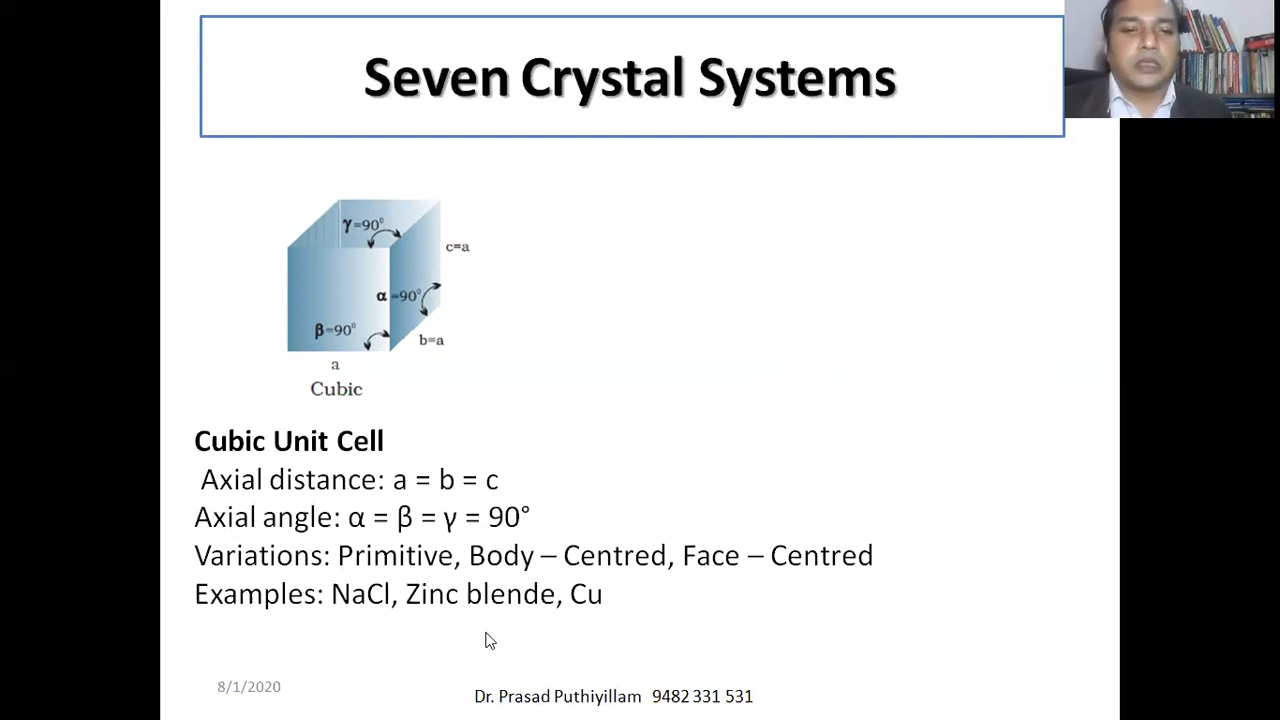 Seven Crystal Systems
γ=90°
c=a
α=90°
β=90°
b=a
a
Cubic
Cubic Unit Cell
Axial distance: a = b = c
Axial angle: α = β = γ = 90°
Variations: Primitive, Body – Centred, Face – Centred
Examples: NaCl, Zinc blende, Cu
8/1/2020
Dr. Prasad Puthiyillam 9482 331 531